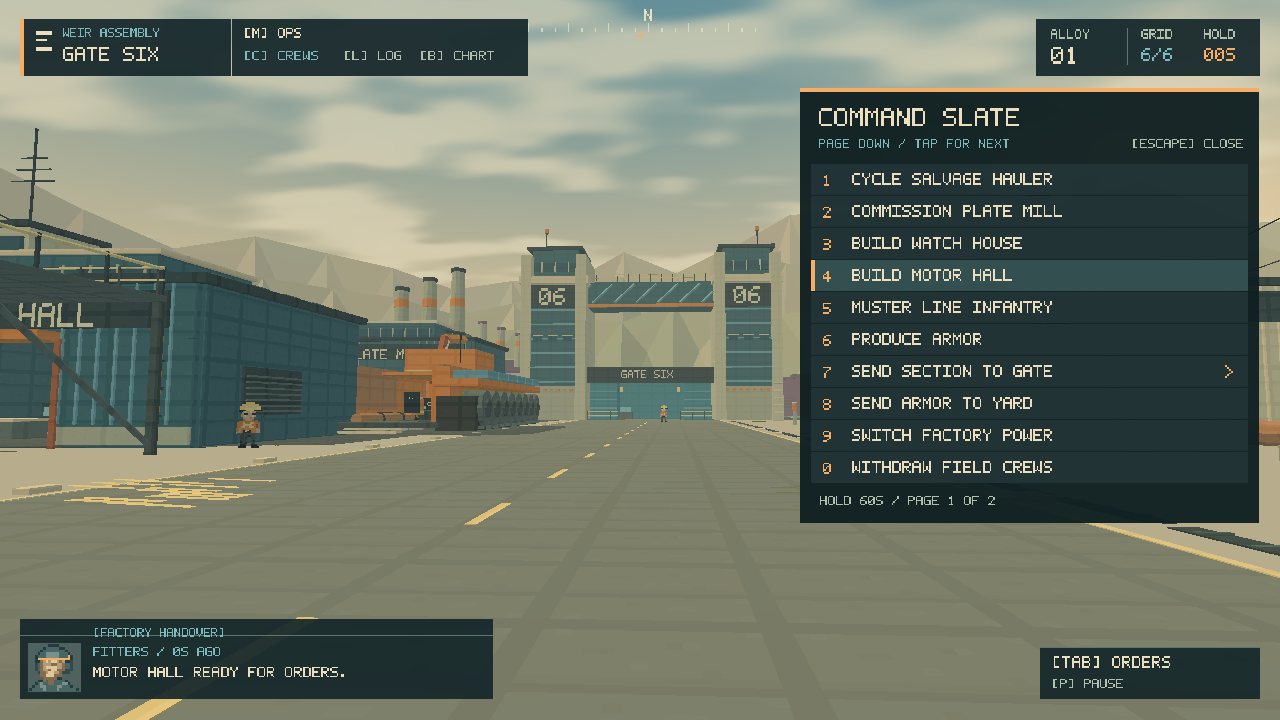 N
WEIR ASSEMBLY
GATE SIX
[M] OPS
[C] CREWS [L] LOG [B] CHART
ALLOY
01
GRID
6/6
HOLD
00S
COMMAND SLATE
PAGE DOWN / TAP FOR NEXT
[ESCAPE] CLOSE
1 CYCLE SALVAGE HAULER
2 COMMISSION PLATE MILL
3 BUILD WATCH HOUSE
4 BUILD MOTOR HALL
5 MUSTER LINE INFANTRY
6 PRODUCE ARMOR
7 SEND SECTION TO GATE >
8 SEND ARMOR TO YARD
9 SWITCH FACTORY POWER
0 WITHDRAW FIELD CREWS
HOLD 60S / PAGE 1 OF 2
06
06
HALL
LATE M
GATE SIX
[FACTORY HANDOVER]
FITTERS / 0S AGO
MOTOR HALL READY FOR ORDERS.
[TAB] ORDERS
[P] PAUSE